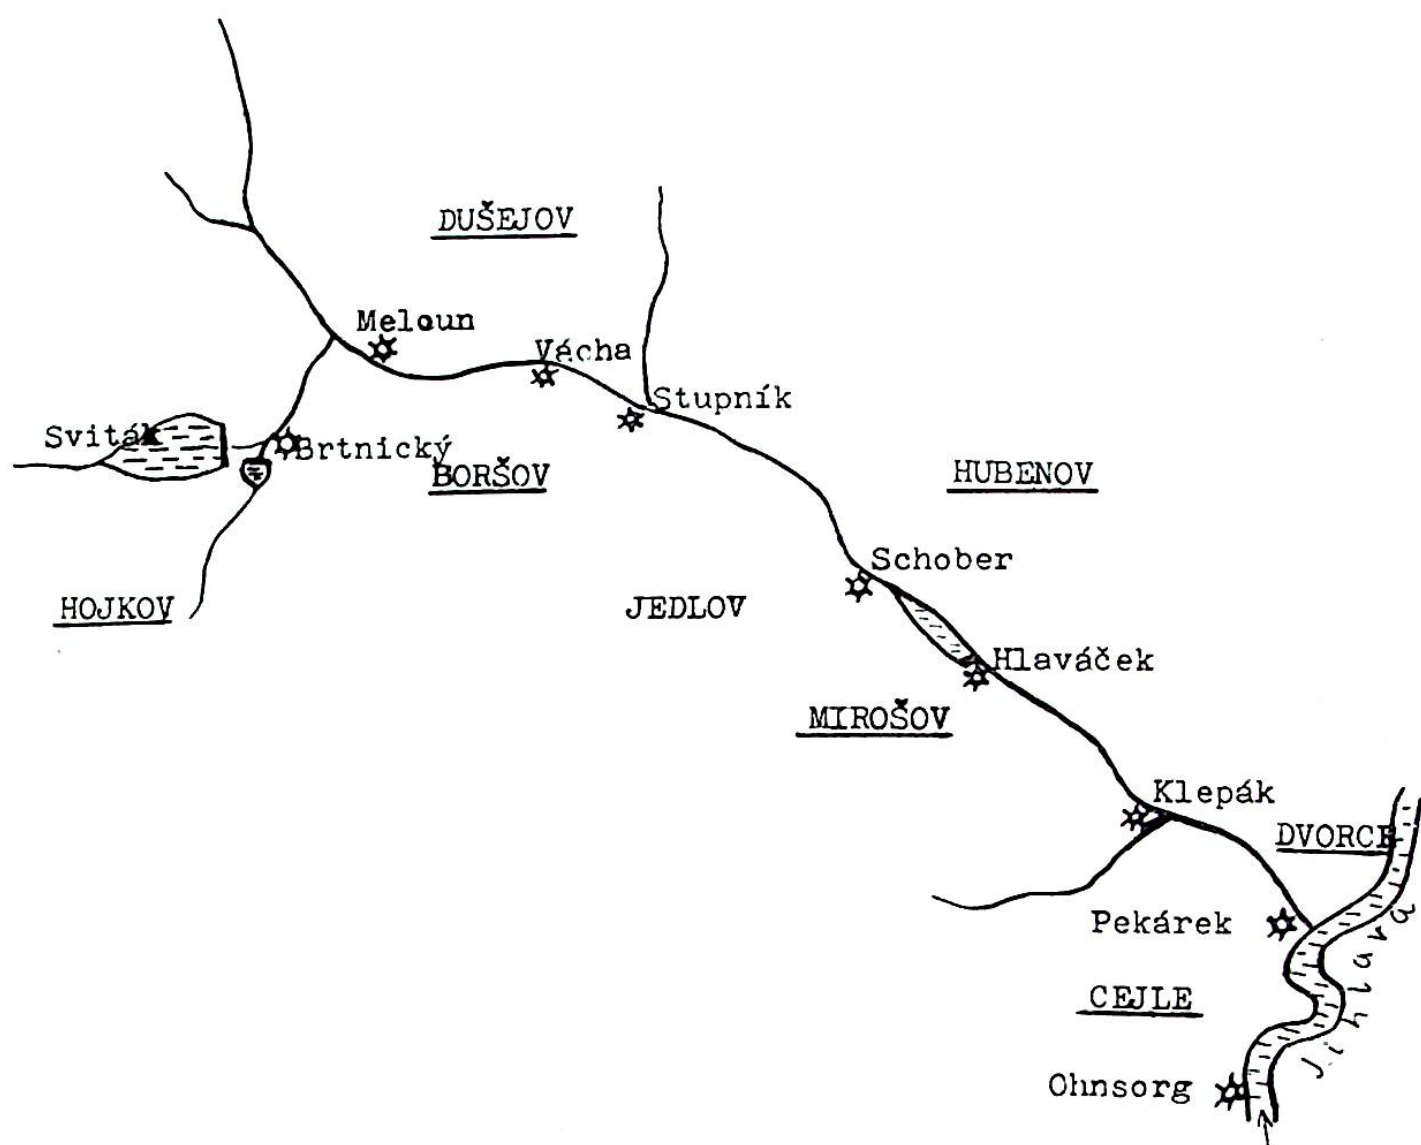 DUŠEJOV
Meloun
Vácha
Stupník
Sviták
Brtnický
BORŠOV
HUBENOV
Schober
HOJKOV
JEDLOV
Hlaváček
MIROŠOV
Klepák
DVORCE
Pekárek
CEJLE
Jihlava
Ohnsorg